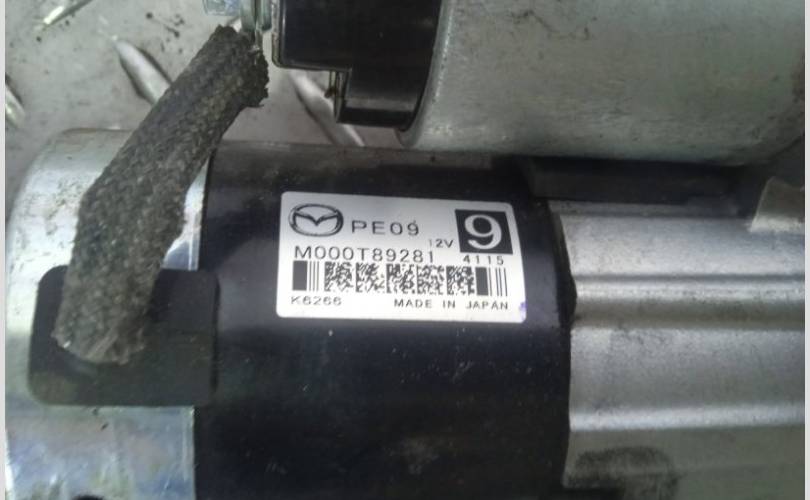 PE09
12V 9
M000T89281 4115
K6266 MADE IN JAPAN